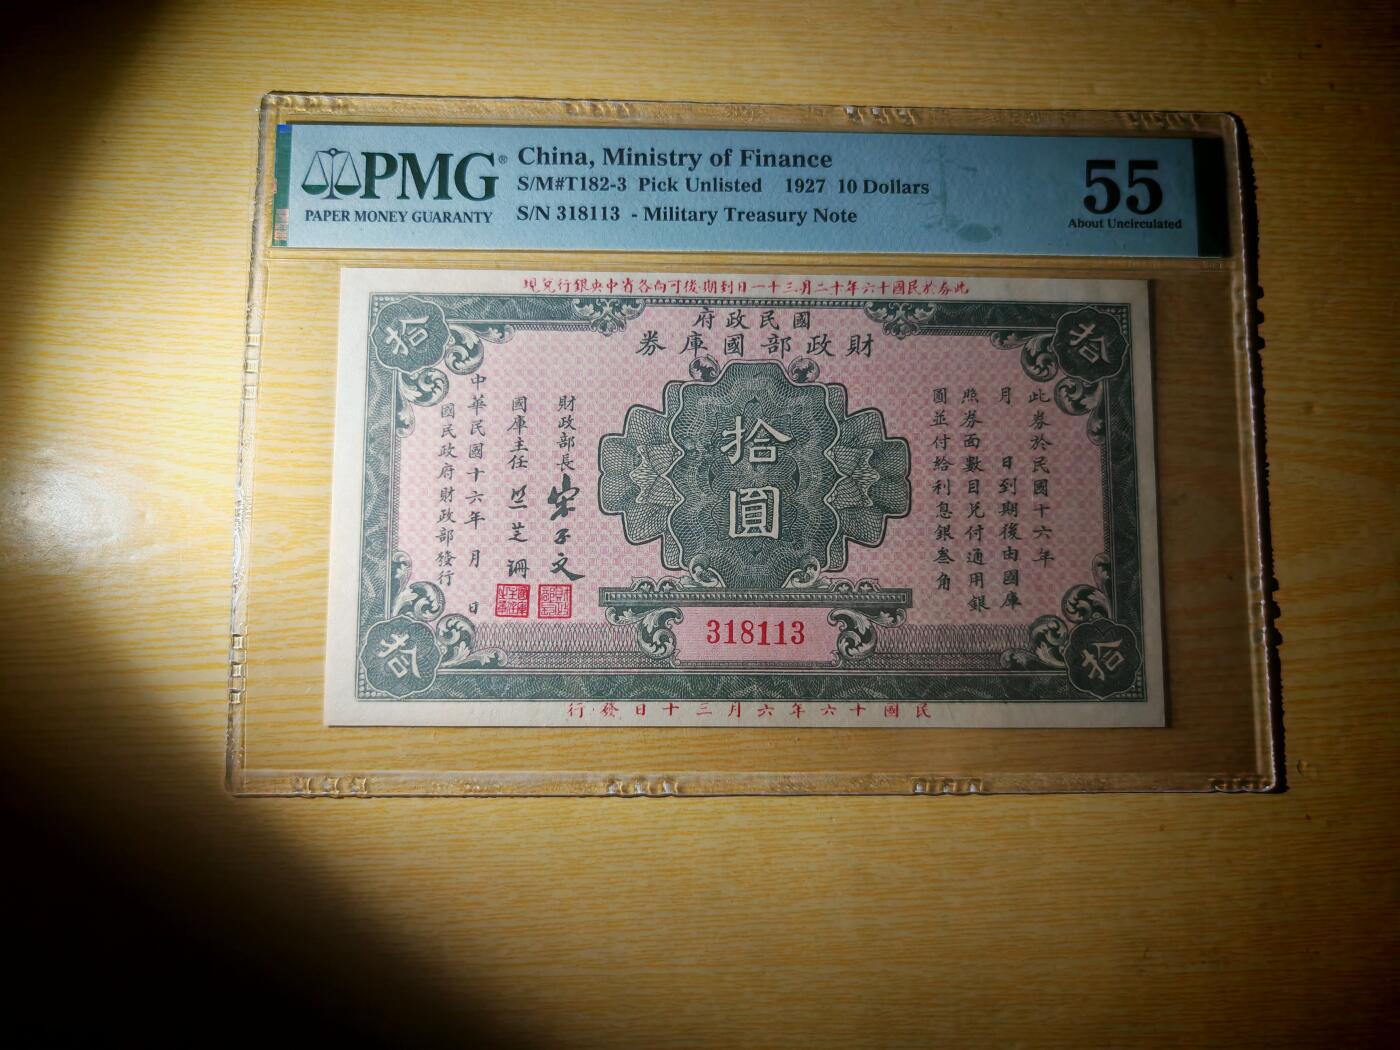 PMG®
PAPER MONEY GUARANTY
China, Ministry of Finance
S/M#T182-3 Pick Unlisted 1927 10 Dollars
S/N 318113 - Military Treasury Note
55
About Uncirculated
此券於民國十六年十二月三十一日到期後可向各省中央銀行兌現
國民政府
財政部國庫券
拾
拾
此券於民國十六年
月 日到期後由國庫
照券面數目兌付通用銀
圓並付給利息銀叁角
拾圓
財政部長 宋子文
國庫主任
芝珊
中華民國十六年 月 日
國民政府財政部發行
318113
拾
拾
民國十六年六月三十日發行